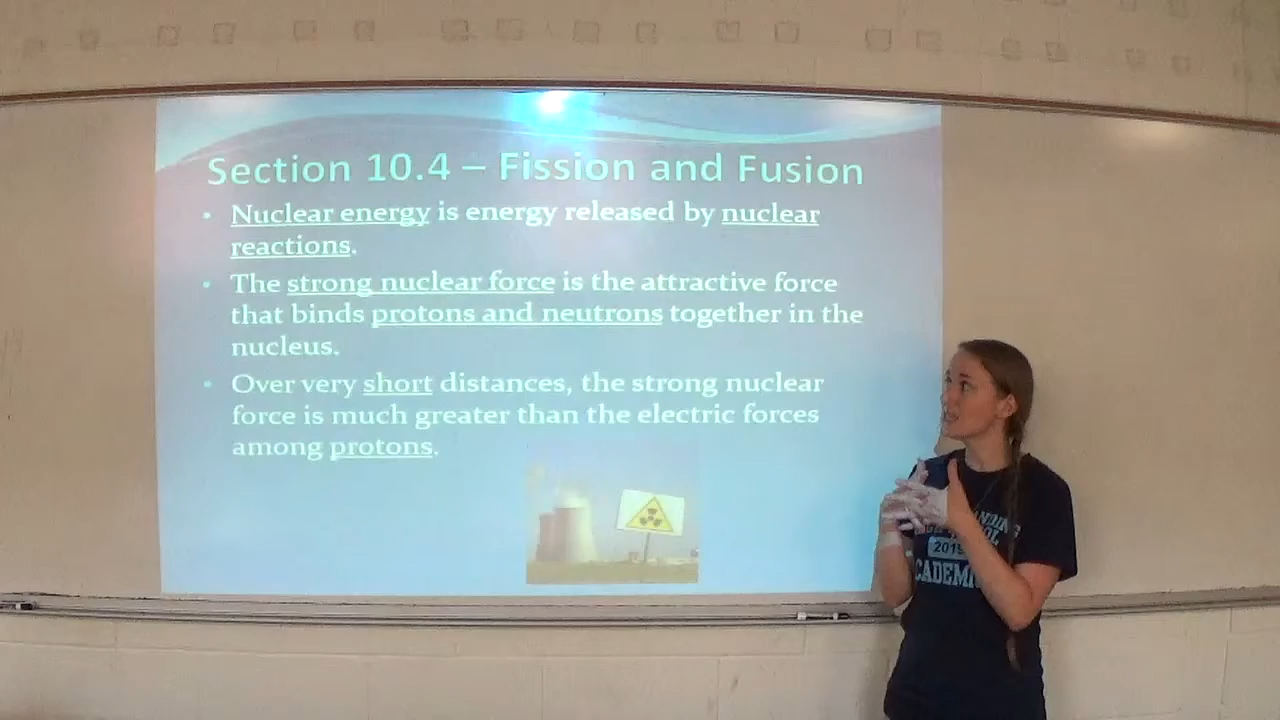 Section 10.4 – Fission and Fusion
• Nuclear energy is energy released by nuclear
reactions.
• The strong nuclear force is the attractive force
that binds protons and neutrons together in the
nucleus.
• Over very short distances, the strong nuclear
force is much greater than the electric forces
among protons.
2019